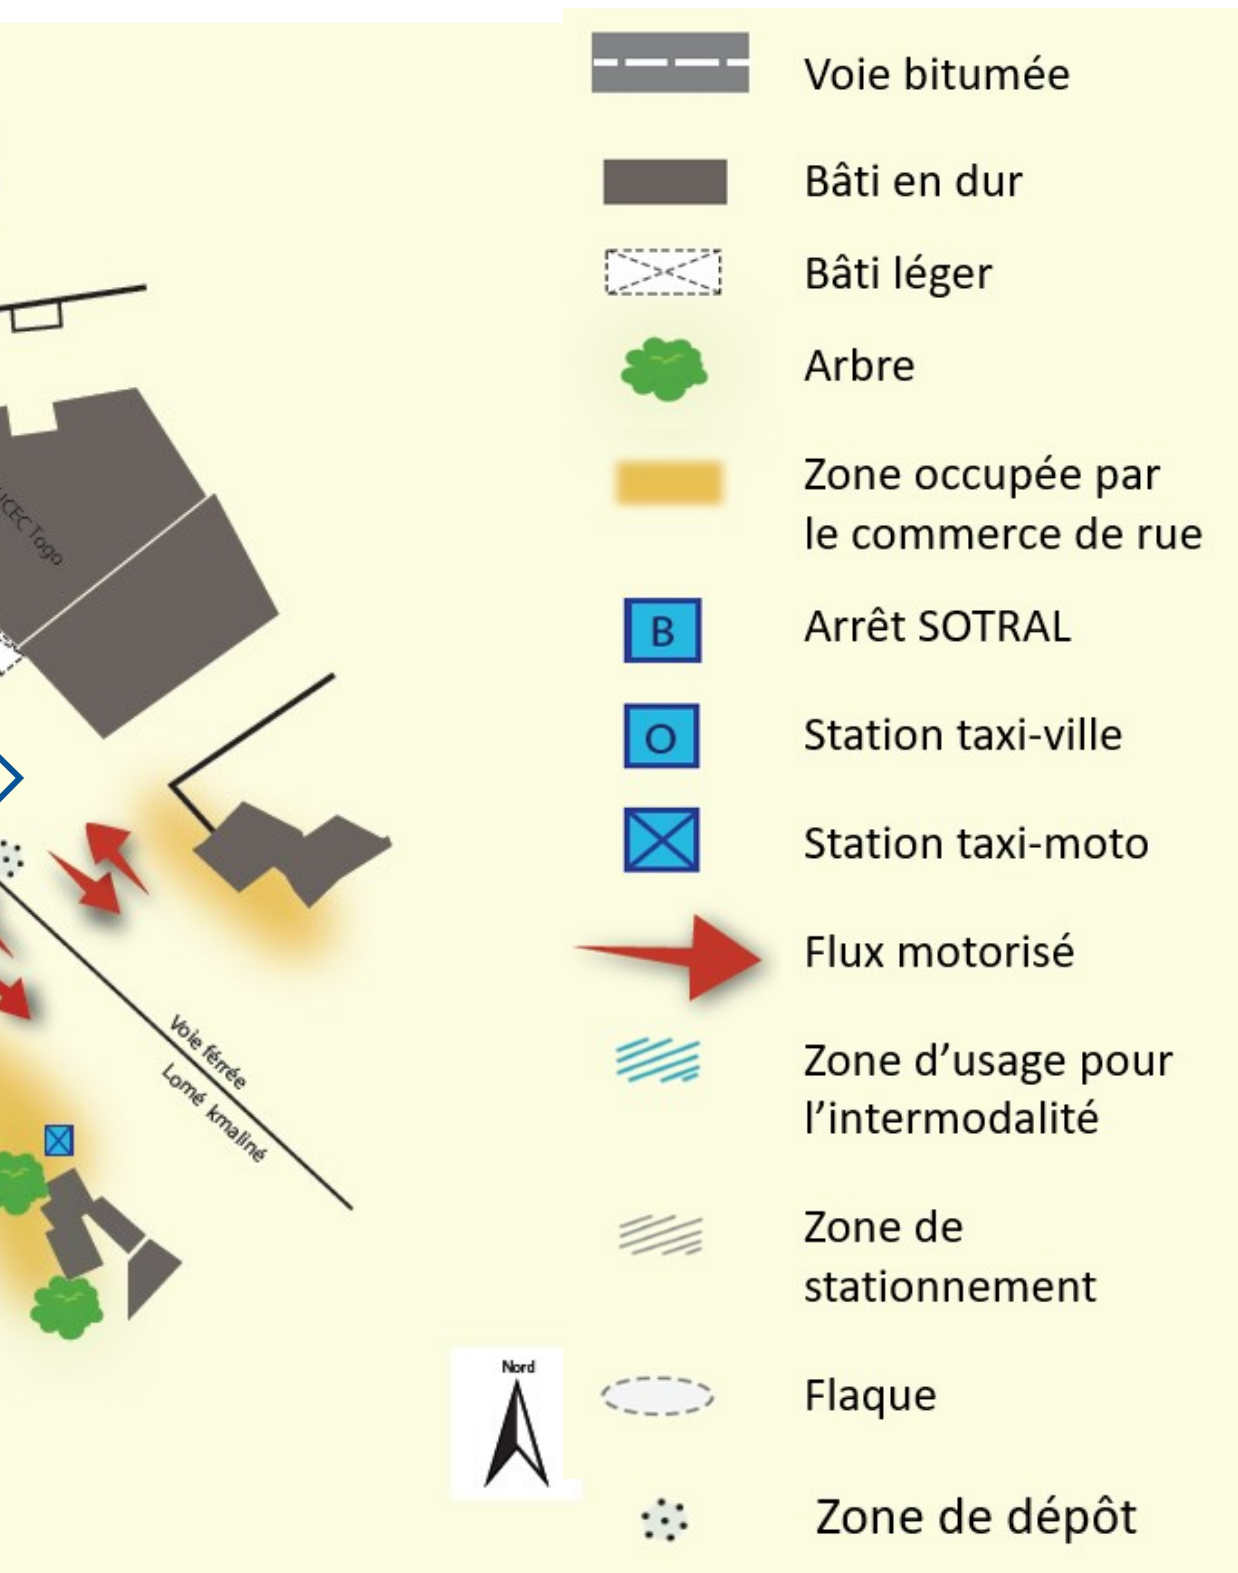 Voie bitumée
Bâti en dur
Bâti léger
Arbre
Zone occupée par
le commerce de rue
B
Arrêt SOTRAL
O
Station taxi-ville
Station taxi-moto
Flux motorisé
Zone d’usage pour
l’intermodalité
Zone de
stationnement
Flaque
Zone de dépôt
Togo
Voie férrée
Lomé kmaliné
Nord